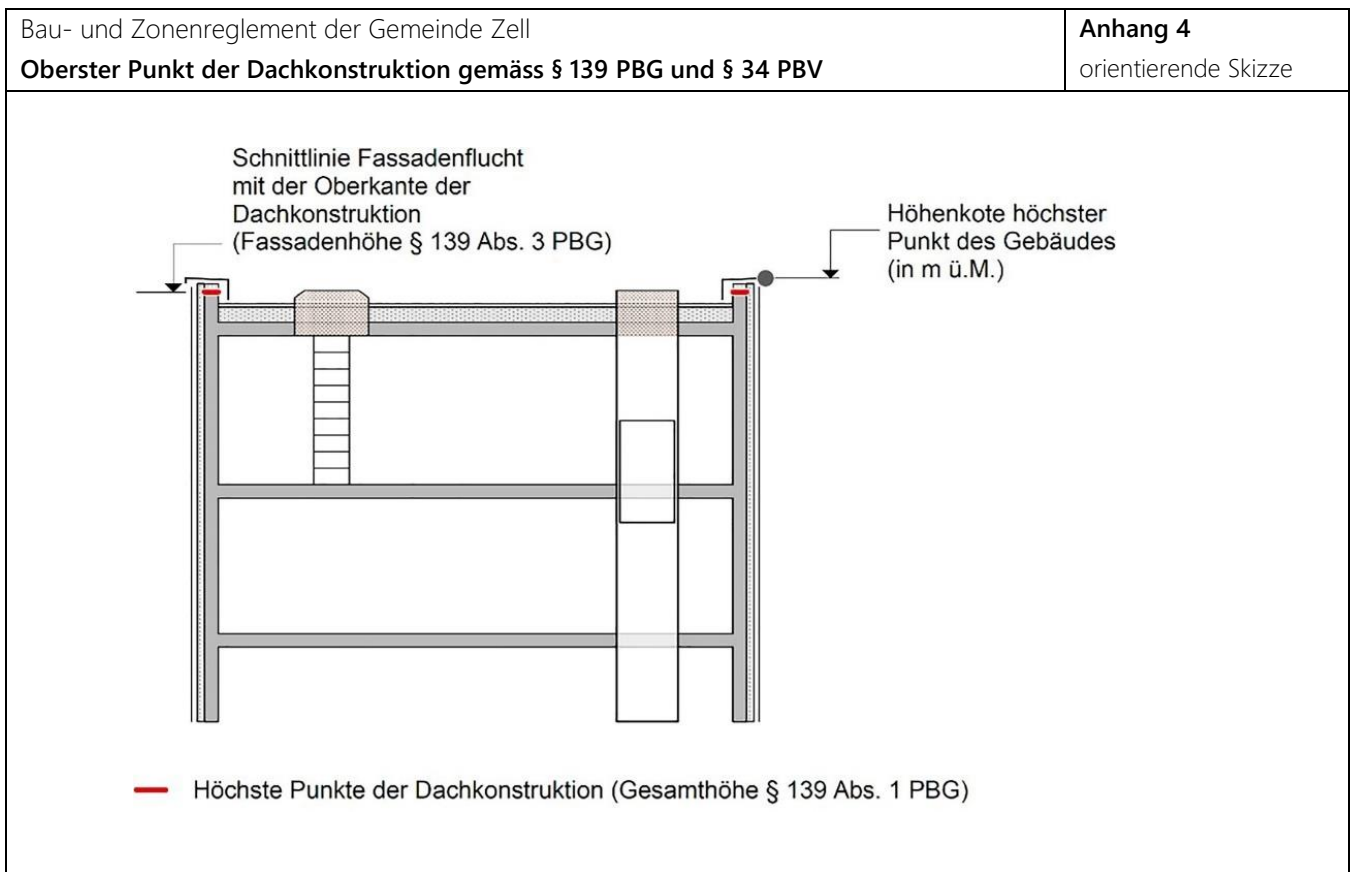 Bau- und Zonenreglement der Gemeinde Zell
Oberster Punkt der Dachkonstruktion gemäss § 139 PBG und § 34 PBV
Anhang 4
orientierende Skizze
Schnittlinie Fassadenflucht
mit der Oberkante der
Dachkonstruktion
(Fassadenhöhe § 139 Abs. 3 PBG)
Höhenkote höchster
Punkt des Gebäudes
(in m ü.M.)
Höchste Punkte der Dachkonstruktion (Gesamthöhe § 139 Abs. 1 PBG)